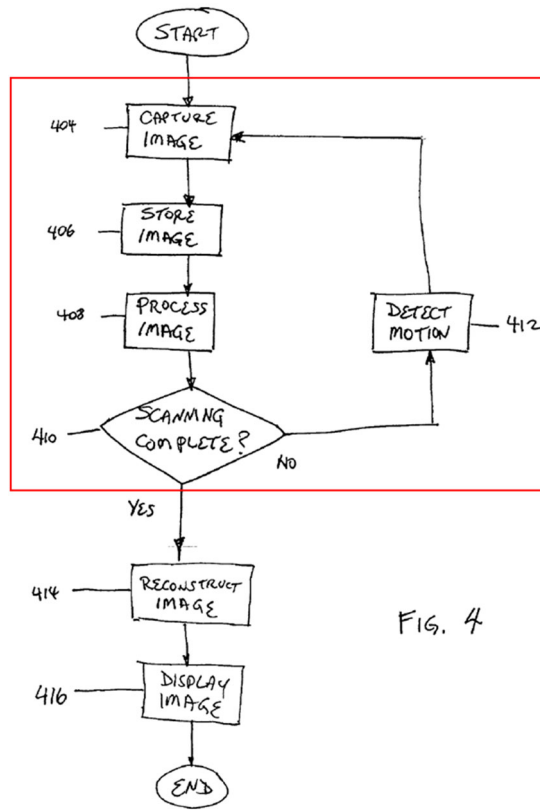 START
404
CAPTURE
IMAGE
406
STORE
IMAGE
408
PROCESS
IMAGE
DETECT
MOTION
412
410
SCANNING
COMPLETE?
NO
YES
414
RECONSTRUCT
IMAGE
FIG. 4
416
DISPLAY
IMAGE
END